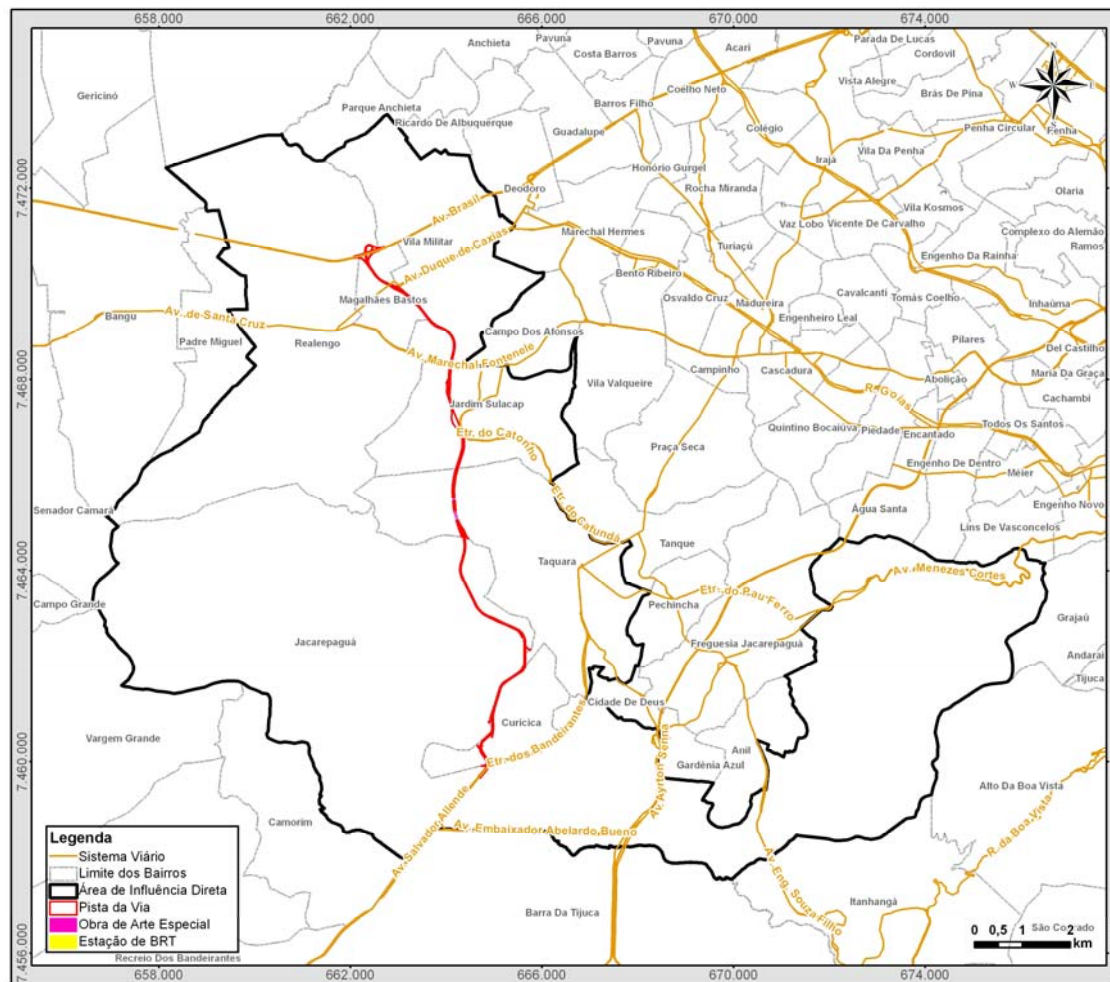 658.000 662.000 666.000 670.000 674.000
Anchieta
Pavuna
Costa Barros
Pavuna
Acari
Parada De Lucas
Cordovil
N
Gericinó
Parque Anchieta
Ricardo De Albuquerque
Barros Filho
Coelho Neto
Vista Alegre
Brás De Pina
W
E
S
Guadalupe
Colégio
Penha Circular
Penha
7.472.000
Deodoro
Honório Gurgel
Irajá
Vila Da Penha
Rocha Miranda
Olaria
Av. Brasil
Vila Militar
Marechal Hermes
Vaz Lobo
Vicente De Carvalho
Vila Kosmos
Complexo do Alemão
Ramos
Turiaçú
Av. Duque de Caxias
Bento Ribeiro
Engenho Da Rainha
Magalhães Bastos
Osvaldo Cruz
Madureira
Cavalcanti
Tomás Coelho
Inhaúma
Bangu
Av. de Santa Cruz
Campo Dos Afonsos
Engenheiro Leal
Padre Miguel
Realengo
Pilares
Del Castilho
Av. Marechal Fontenele
7.468.000
Vila Valqueire
Campinho
Cascadura
Abolição
Maria Da Graça
R. Goiás
Cachambi
Jardim Sulacap
Etr. do Catonho
Praça Seca
Quintino Bocaiuva
Piedade
Encantado
Todos Os Santos
Engenho De Dentro
Méier
Senador Camará
Etr. do Catundá
Água Santa
Engenho Novo
Lins De Vasconcelos
7.464.000
Taquara
Tanque
Av. Menezes Cortes
Campo Grande
Pechincha
Etr. do Pau Ferro
Grajaú
Jacarepaguá
Freguesia Jacarepaguá
Andaraí
Tijuca
Cidade De Deus
Vargem Grande
Curicica
Etr. dos Bandeirantes
Anil
7.460.000
Gardênia Azul
Av. Ayrton Senna
Alto Da Boa Vista
Av. Salvador Allende
Camorim
Av. Embaixador Abelardo Bueno
R. da Boa Vista
Legenda
Sistema Viário
Limite dos Bairros
Área de Influência Direta
Pista da Via
Obra de Arte Especial
Estação de BRT
Av. Eng. Souza Filho
Itanhangá
Barra Da Tijuca
São Conrado
0 0,5 1 2
km
7.456.000
Recreio Dos Bandeirantes
658.000 662.000 666.000 670.000 674.000